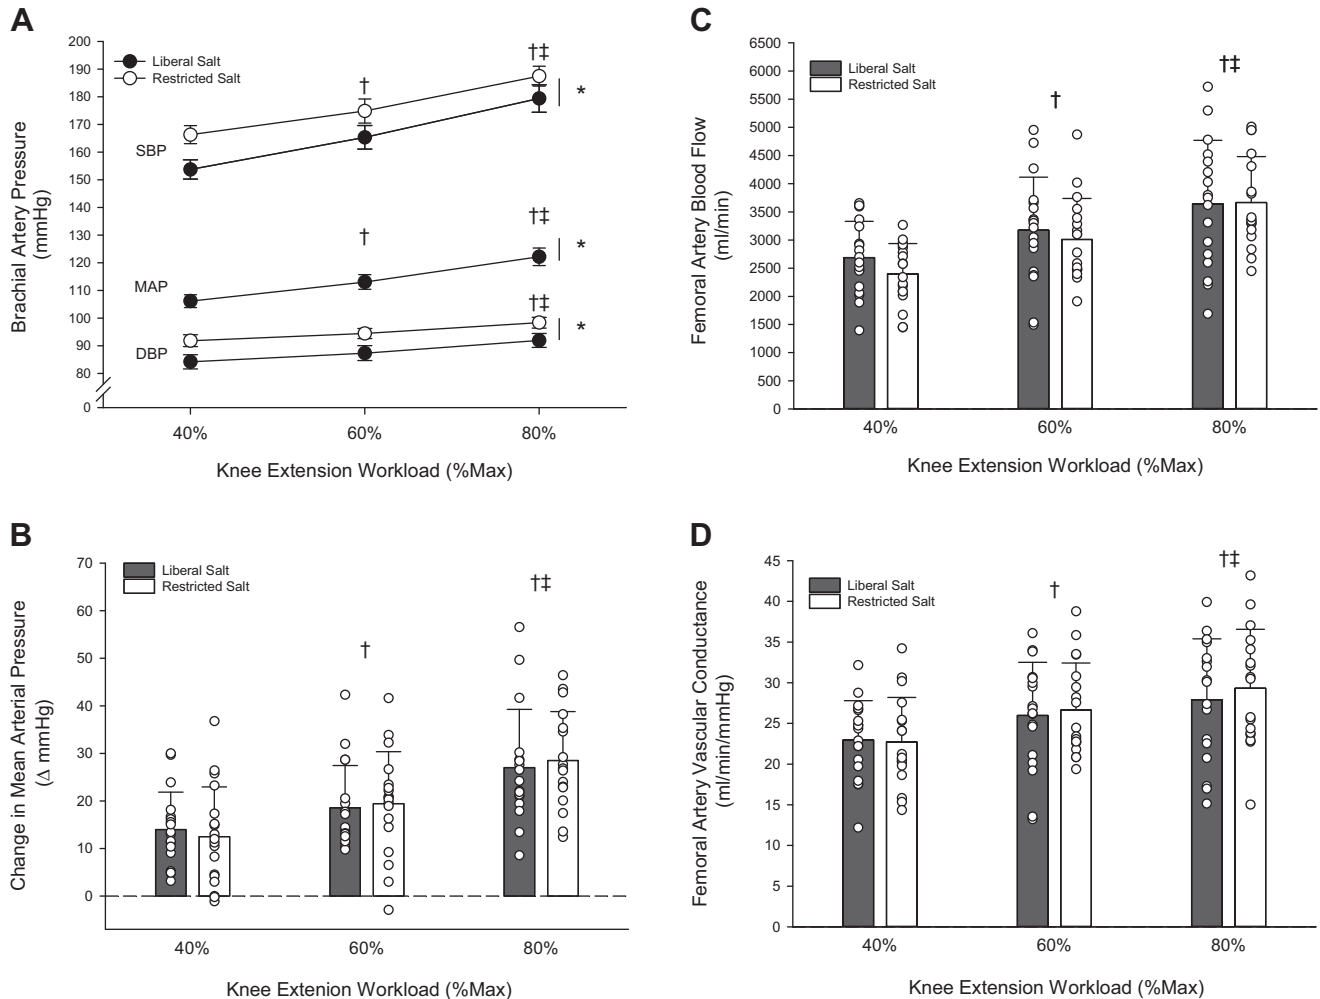 A
200
190
180
170
160
150
140
130
120
110
100
90
80
0
Brachial Artery Pressure
(mmHg)
Liberal Salt
Restricted Salt
SBP
MAP
DBP
†
†‡
*
†
†‡
*
†‡
*
40%
60%
80%
Knee Extension Workload (%Max)
C
6500
6000
5500
5000
4500
4000
3500
3000
2500
2000
1500
1000
500
0
Femoral Artery Blood Flow
(ml/min)
Liberal Salt
Restricted Salt
†
†‡
40%
60%
80%
Knee Extension Workload (%Max)
B
70
60
50
40
30
20
10
0
Change in Mean Arterial Pressure
(Δ mmHg)
Liberal Salt
Restricted Salt
†
†‡
40%
60%
80%
Knee Extenion Workload (%Max)
D
45
40
35
30
25
20
15
10
5
0
Femoral Artery Vascular Conductance
(ml/min/mmHg)
Liberal Salt
Restricted Salt
†
†‡
40%
60%
80%
Knee Extension Workload (%Max)